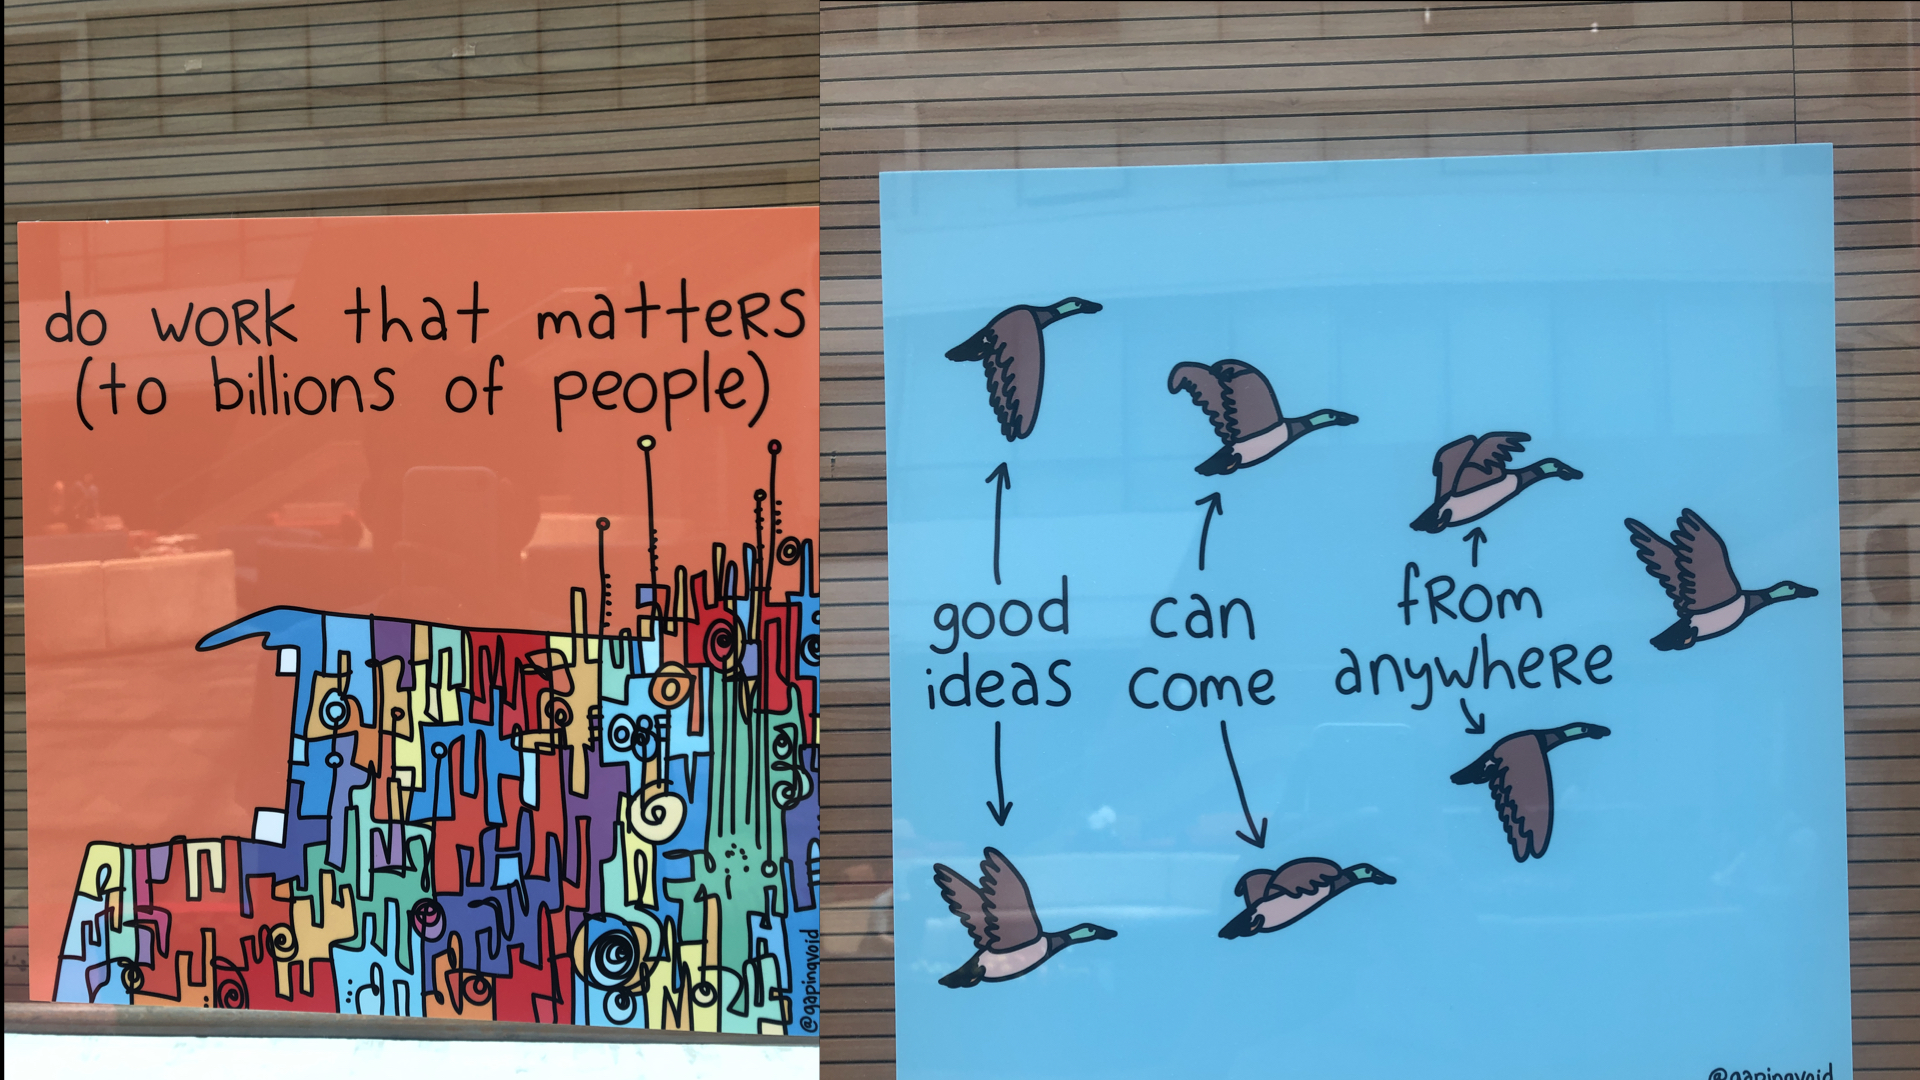 do WORK that matteRS
(to billions of people)
@gapingvoid
good
ideas
can
come
fROm
anywheRe
@gapingvoid